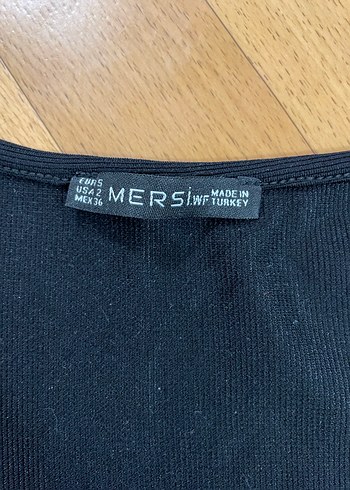 EUR S
USA 2
MEX 36
MERSİ.WF
MADE IN
TURKEY